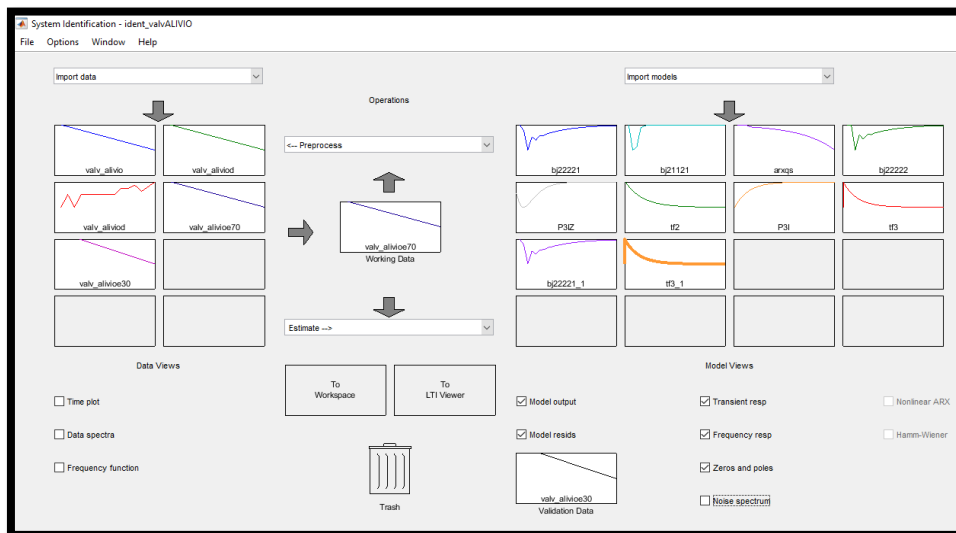 System Identification - ident_valvALIVIO
File Options Window Help
Import data
Import models
Operations
valv_alivio
valv_aliviod
<-- Preprocess
bj22221
bj21121
arxqs
bj22222
valv_aliviod
valv_alivioe70
valv_alivioe70
Working Data
P3IZ
tf2
P3I
tf3
valv_alivioe30
bj22221_1
tf3_1
Estimate -->
Data Views
Model Views
To
Workspace
To
LTI Viewer
Time plot
Data spectra
Frequency function
Model output
Model resids
Transient resp
Frequency resp
Zeros and poles
Noise spectrum
Nonlinear ARX
Hamm-Wiener
Trash
valv_alivioe30
Validation Data